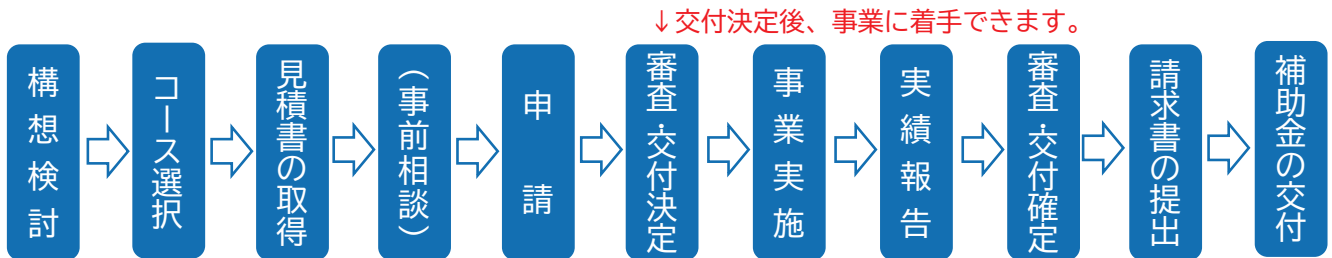 ↓交付決定後、事業に着手できます。
構想検討
コース選択
見積書の取得
（事前相談）
申請
審査・交付決定
事業実施
実績報告
審査・交付確定
請求書の提出
補助金の交付